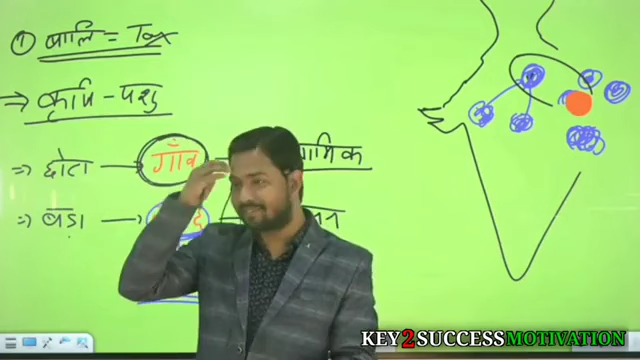 ① बालि = Tax
⇒ कृषि - पशु
⇒ छोटा → गाँव
⇒ बड़ा →
KEY2SUCCESSMOTIVATION